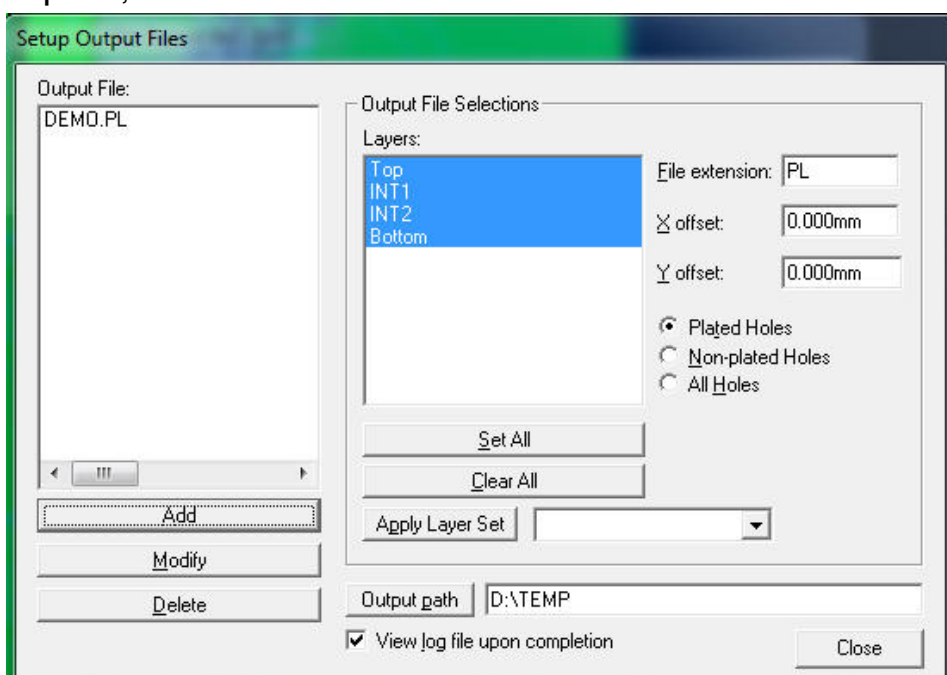 Setup Output Files
Output File:
DEMO.PL
Add
Modify
Delete
Output File Selections
Layers:
Top
INT1
INT2
Bottom
File extension: PL
X offset: 0.000mm
Y offset: 0.000mm
Plated Holes
Non-plated Holes
All Holes
Set All
Clear All
Apply Layer Set
Output path D:\TEMP
View log file upon completion
Close